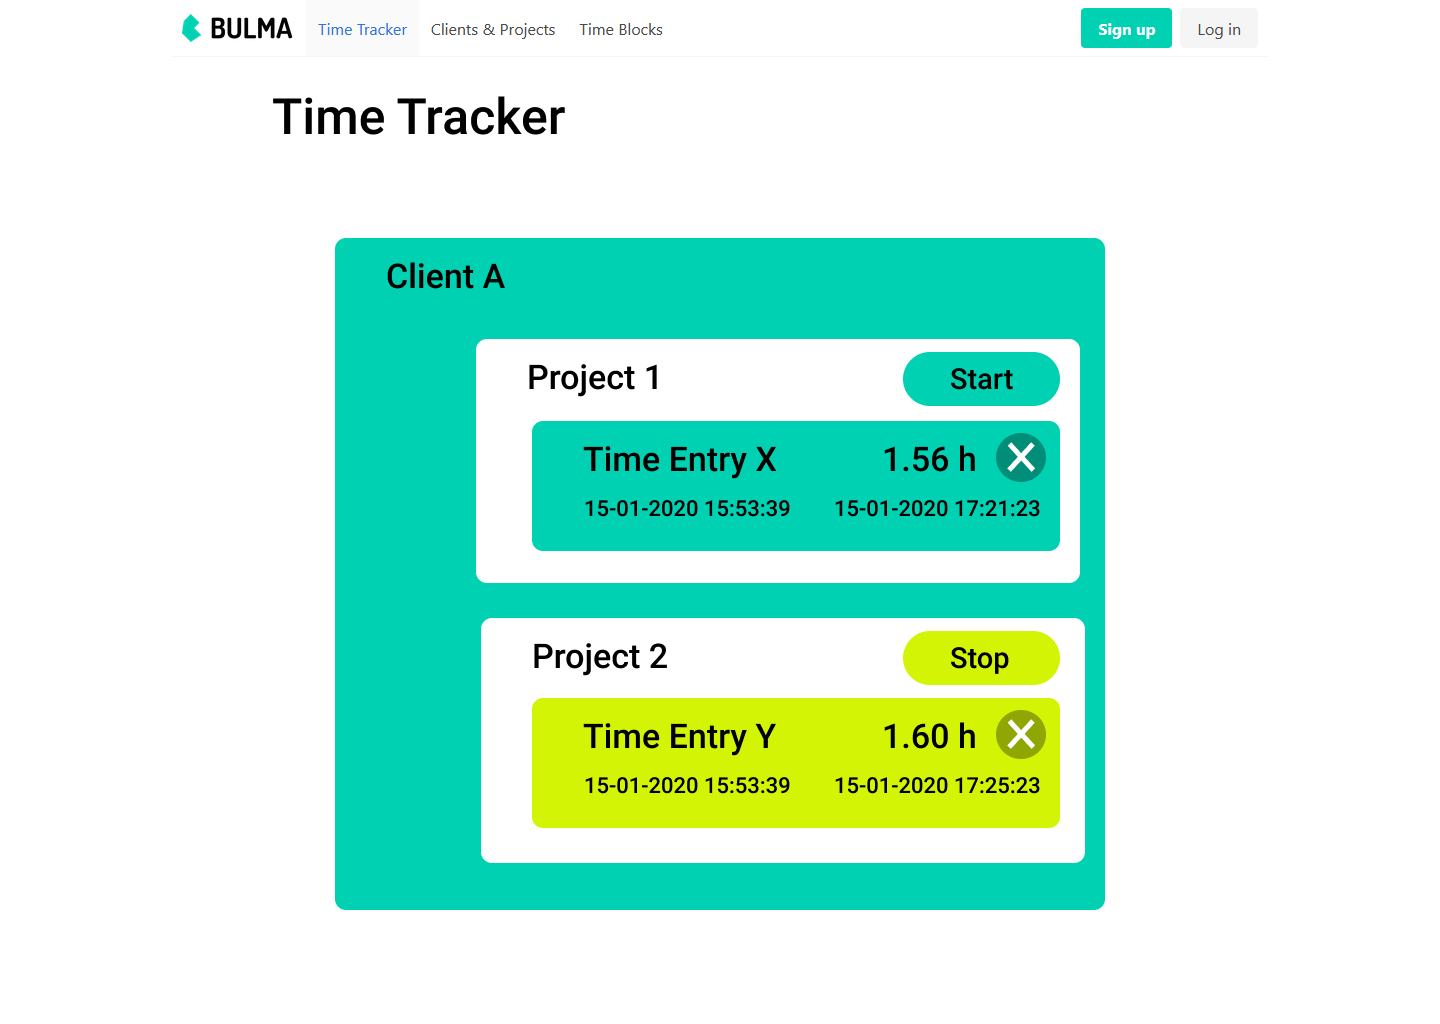 BULMA Time Tracker Clients & Projects Time Blocks Sign up Log in
Time Tracker
Client A
Project 1 Start
Time Entry X 1.56 h X
15-01-2020 15:53:39 15-01-2020 17:21:23
Project 2 Stop
Time Entry Y 1.60 h X
15-01-2020 15:53:39 15-01-2020 17:25:23